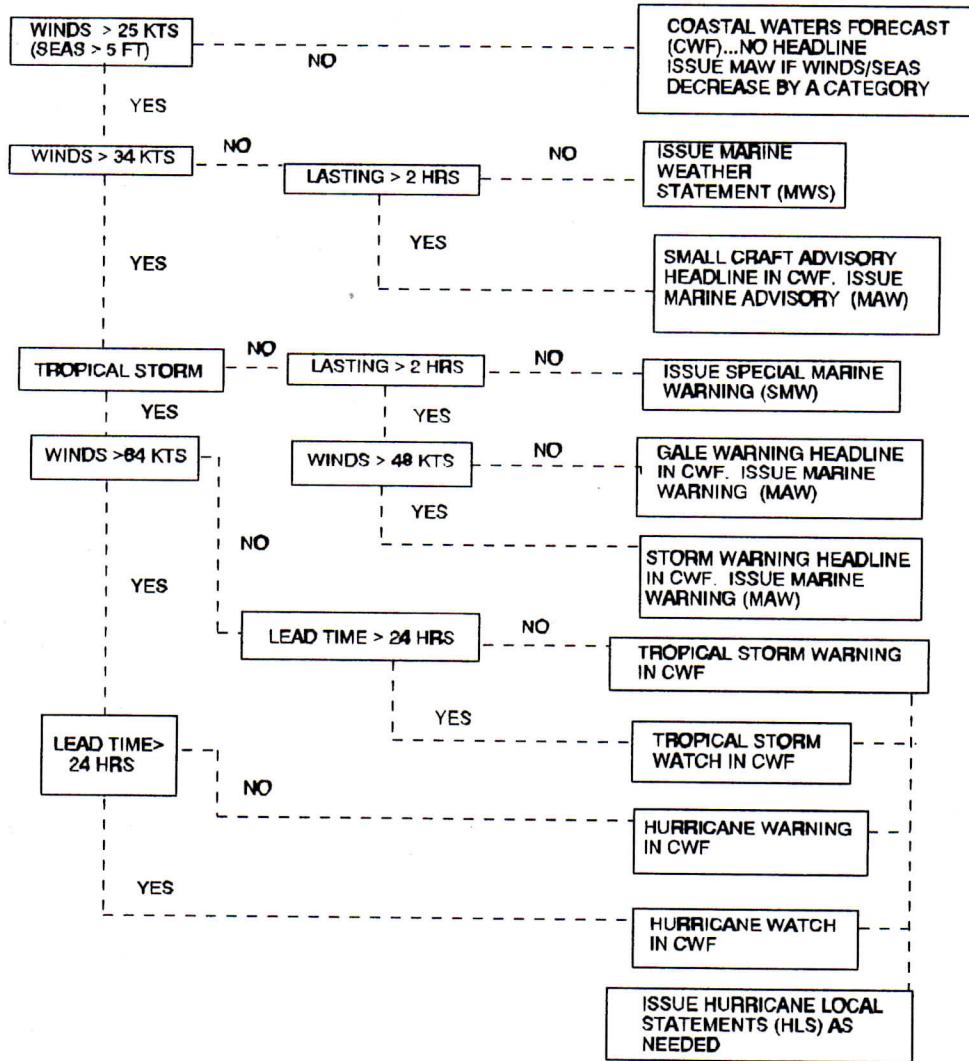 WINDS > 25 KTS
(SEAS > 5 FT)
NO
COASTAL WATERS FORECAST
(CWF)...NO HEADLINE
ISSUE MAW IF WINDS/SEAS
DECREASE BY A CATEGORY
YES
WINDS > 34 KTS
NO
LASTING > 2 HRS
NO
ISSUE MARINE
WEATHER
STATEMENT (MWS)
YES
YES
SMALL CRAFT ADVISORY
HEADLINE IN CWF. ISSUE
MARINE ADVISORY (MAW)
TROPICAL STORM
NO
LASTING > 2 HRS
NO
ISSUE SPECIAL MARINE
WARNING (SMW)
YES
YES
WINDS >64 KTS
WINDS > 48 KTS
NO
GALE WARNING HEADLINE
IN CWF. ISSUE MARINE
WARNING (MAW)
YES
NO
YES
STORM WARNING HEADLINE
IN CWF. ISSUE MARINE
WARNING (MAW)
LEAD TIME > 24 HRS
NO
TROPICAL STORM WARNING
IN CWF
YES
LEAD TIME>
24 HRS
TROPICAL STORM
WATCH IN CWF
NO
HURRICANE WARNING
IN CWF
YES
HURRICANE WATCH
IN CWF
ISSUE HURRICANE LOCAL
STATEMENTS (HLS) AS
NEEDED